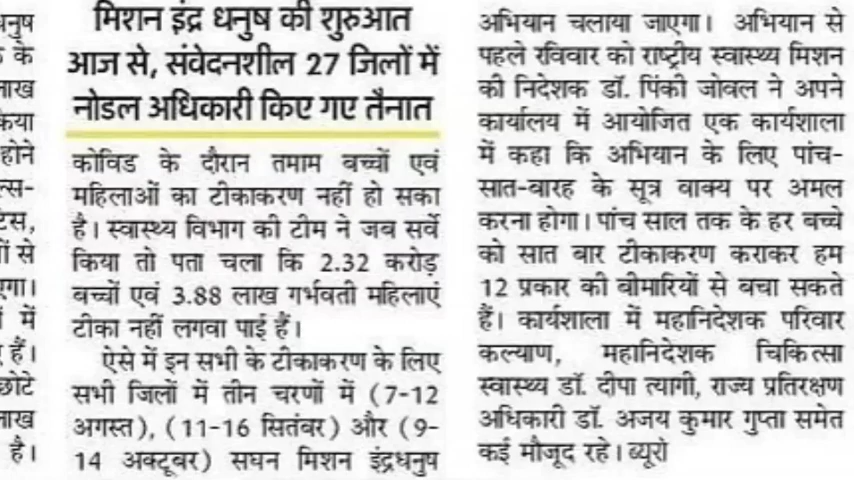 धनुष
के
लाख
किया
होने
ल्स-
टेस,
से
एगा।
में
हैं।
छोटे
लाख
है।
मिशन इंद्र धनुष की शुरुआत
आज से, संवेदनशील 27 जिलों में
नोडल अधिकारी किए गए तैनात
कोविड के दौरान तमाम बच्चों एवं
महिलाओं का टीकाकरण नहीं हो सका
है। स्वास्थ्य विभाग की टीम ने जब सर्वे
किया तो पता चला कि 2.32 करोड़
बच्चों एवं 3.88 लाख गर्भवती महिलाएं
टीका नहीं लगवा पाई हैं।
ऐसे में इन सभी के टीकाकरण के लिए
सभी जिलों में तीन चरणों में (7-12
अगस्त), (11-16 सितंबर) और (9-
14 अक्टूबर) सघन मिशन इंद्रधनुष
अभियान चलाया जाएगा। अभियान से
पहले रविवार को राष्ट्रीय स्वास्थ्य मिशन
की निदेशक डॉ. पिंकी जोवल ने अपने
कार्यालय में आयोजित एक कार्यशाला
में कहा कि अभियान के लिए पांच-
सात-बारह के सूत्र वाक्य पर अमल
करना होगा। पांच साल तक के हर बच्चे
को सात बार टीकाकरण कराकर हम
12 प्रकार की बीमारियों से बचा सकते
हैं। कार्यशाला में महानिदेशक परिवार
कल्याण, महानिदेशक चिकित्सा
स्वास्थ्य डॉ. दीपा त्यागी, राज्य प्रतिरक्षण
अधिकारी डॉ. अजय कुमार गुप्ता समेत
कई मौजूद रहे। ब्यूरो